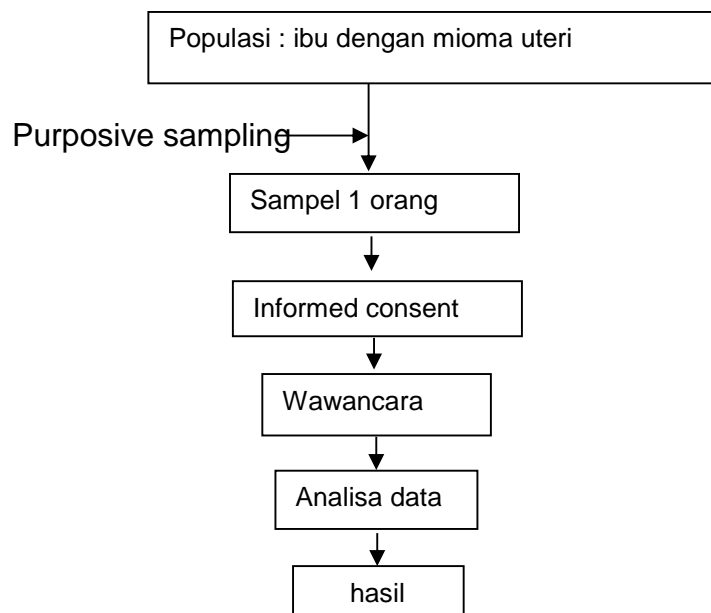 Populasi : ibu dengan mioma uteri
Purposive sampling
Sampel 1 orang
Informed consent
Wawancara
Analisa data
hasil